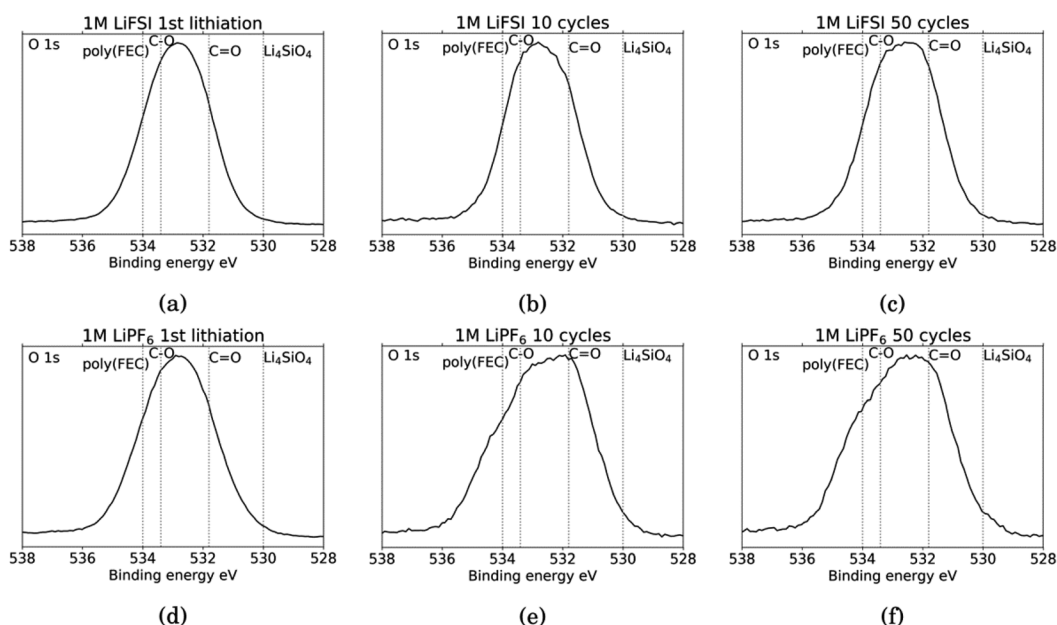 1M LiFSI 1st lithiation
O 1s poly(FEC) C-O C=O Li₄SiO₄
538 536 534 532 530 528
Binding energy eV
(a)
1M LiFSI 10 cycles
O 1s poly(FEC) C-O C=O Li₄SiO₄
538 536 534 532 530 528
Binding energy eV
(b)
1M LiFSI 50 cycles
O 1s poly(FEC) C-O C=O Li₄SiO₄
538 536 534 532 530 528
Binding energy eV
(c)
1M LiPF₆ 1st lithiation
O 1s poly(FEC) C-O C=O Li₄SiO₄
538 536 534 532 530 528
Binding energy eV
(d)
1M LiPF₆ 10 cycles
O 1s poly(FEC) C-O C=O Li₄SiO₄
538 536 534 532 530 528
Binding energy eV
(e)
1M LiPF₆ 50 cycles
O 1s poly(FEC) C-O C=O Li₄SiO₄
538 536 534 532 530 528
Binding energy eV
(f)